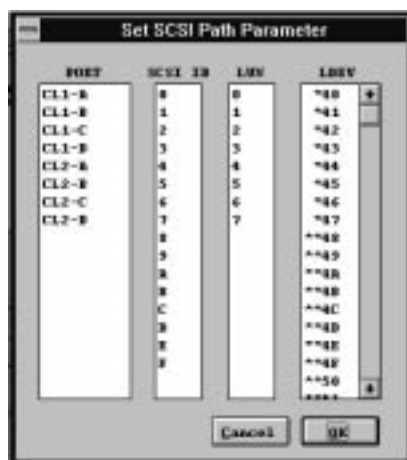 Set SCSI Path Parameter
PORT SCSI ID LUN LDEV
CL1-A 0 0 *40
CL1-B 1 1 *41
CL1-C 2 2 *42
CL1-D 3 3 *43
CL2-A 4 4 *44
CL2-B 5 5 *45
CL2-C 6 6 *46
CL2-D 7 7 *47
8 **48
9 **49
A **4A
B **4B
C **4C
D **4D
E **4E
F **4F
**50
Cancel OK